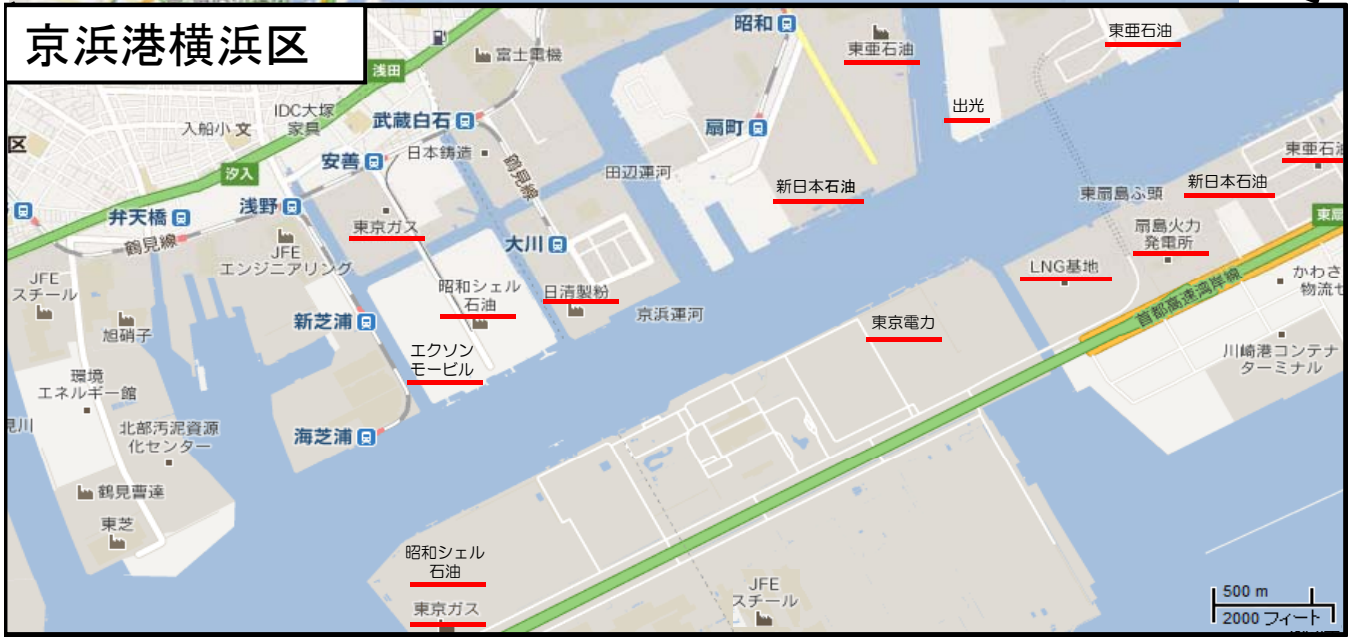 京浜港横浜区
昭和
東亜石油
東亜石油
富士電機
浅田
IDC大塚
家具
入船小 文
武蔵白石
出光
扇町
区
安善
日本鋳造
鶴見線
東亜石油
汐入
田辺運河
新日本石油
新日本石油
東扇島ふ頭
浅野
弁天橋
東京ガス
扇島火力
発電所
鶴見線
JFE
エンジニアリング
大川
LNG基地
首都高速湾岸線
JFE
スチール
昭和シェル
石油
日清製粉
京浜運河
東京電力
新芝浦
旭硝子
エクソン
モービル
川崎港コンテナ
ターミナル
環境
エネルギー館
北部汚泥資源
化センター
海芝浦
鶴見曹達
東芝
昭和シェル
石油
東京ガス
JFE
スチール
500 m
2000 フィート